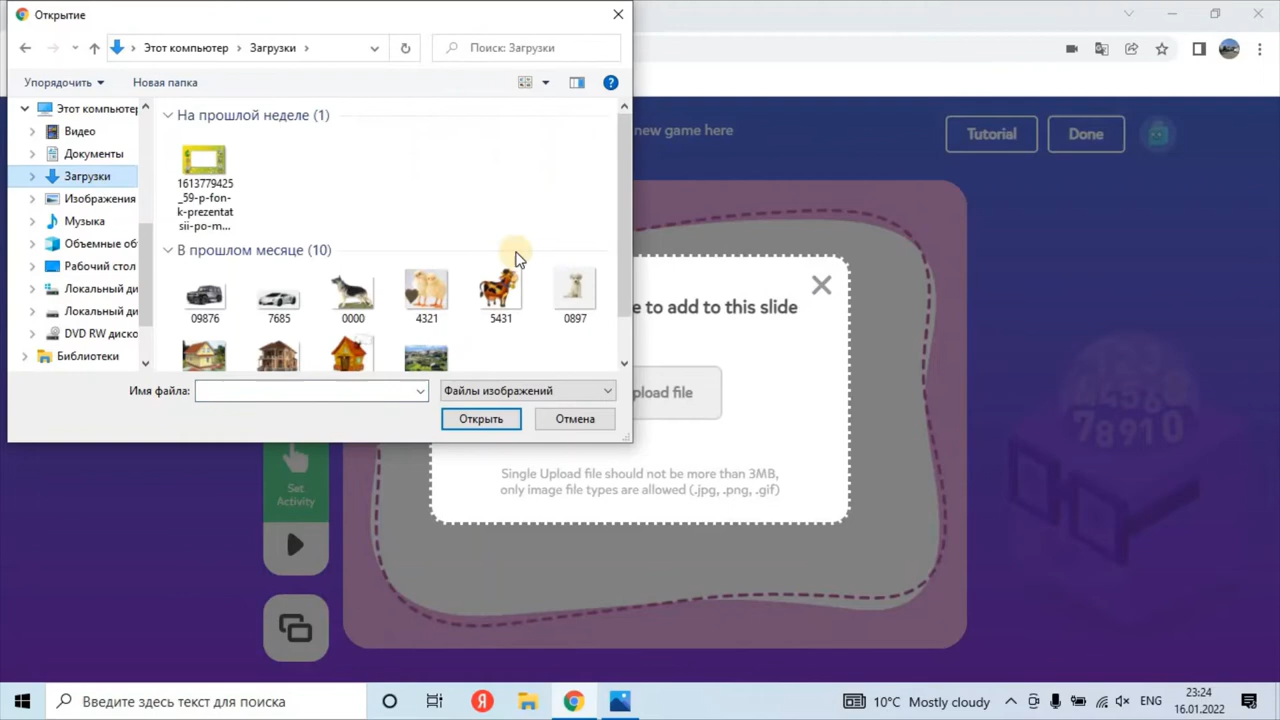 Открытие
Этот компьютер > Загрузки >
Поиск: Загрузки
Упорядочить
Новая папка
Этот компьютер
Видео
Документы
Загрузки
Изображения
Музыка
Объемные об
Рабочий стол
Локальный ди
Локальный ди
DVD RW диско
Библиотеки
На прошлой неделе (1)
1613779425
_59-p-fon-
k-prezentat
sii-po-m...
В прошлом месяце (10)
09876
7685
0000
4321
5431
0897
Имя файла:
Файлы изображений
Открыть
Отмена
new game here
Tutorial
Done
e to add to this slide
pload file
Single Upload file should not be more than 3MB,
only image file types are allowed (.jpg, .png, .gif)
Set
Activity
78910
Введите здесь текст для поиска
10°C Mostly cloudy
ENG
23:24
16.01.2022